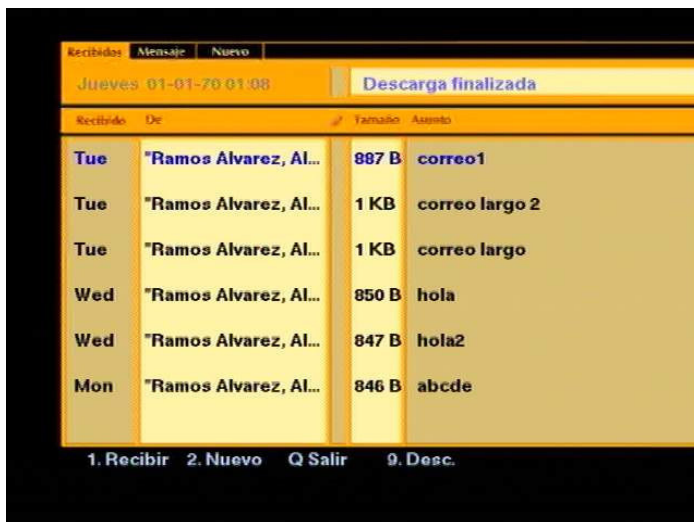 Recibidos Mensaje Nuevo
Jueves 01-01-70 01:08 Descarga finalizada
Recibido De Tamaño Asunto
Tue "Ramos Alvarez, Al... 887 B correo1
Tue "Ramos Alvarez, Al... 1 KB correo largo 2
Tue "Ramos Alvarez, Al... 1 KB correo largo
Wed "Ramos Alvarez, Al... 850 B hola
Wed "Ramos Alvarez, Al... 847 B hola2
Mon "Ramos Alvarez, Al... 846 B abcde
1. Recibir 2. Nuevo Q Salir 9. Desc.